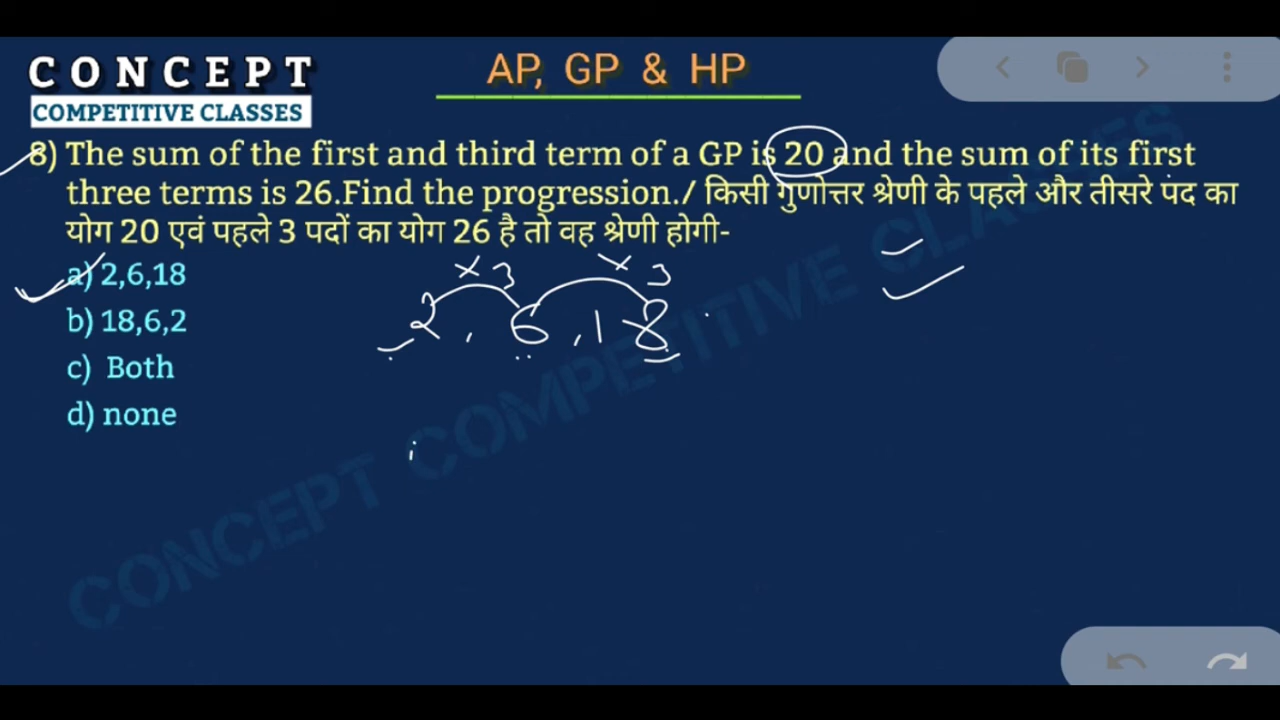 CONCEPT
COMPETITIVE CLASSES
AP, GP & HP
8) The sum of the first and third term of a GP is 20 and the sum of its first
three terms is 26.Find the progression./ किसी गुणोत्तर श्रेणी के पहले और तीसरे पद का
योग 20 एवं पहले 3 पदों का योग 26 है तो वह श्रेणी होगी-
a) 2,6,18
b) 18,6,2
c) Both
d) none
×3 ×3
2, 6, 18
CONCEPT COMPETITIVE CLASSES